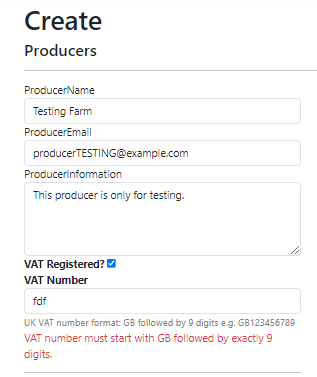 Create
Producers
ProducerName
Testing Farm
ProducerEmail
producerTESTING@example.com
ProducerInformation
This producer is only for testing.
VAT Registered?
VAT Number
fdf
UK VAT number format: GB followed by 9 digits e.g. GB123456789
VAT number must start with GB followed by exactly 9
digits.